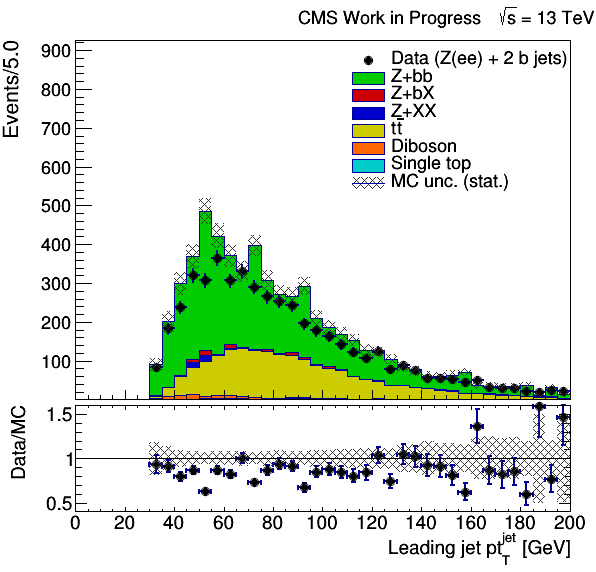 CMS Work in Progress √s = 13 TeV
Events/5.0
900
800
700
600
500
400
300
200
100
Data (Z(ee) + 2 b jets)
Z+bb
Z+bX
Z+XX
tt̄
Diboson
Single top
MC unc. (stat.)
Data/MC
1.5
1
0.5
0 20 40 60 80 100 120 140 160 180 200
Leading jet pt_T^jet [GeV]